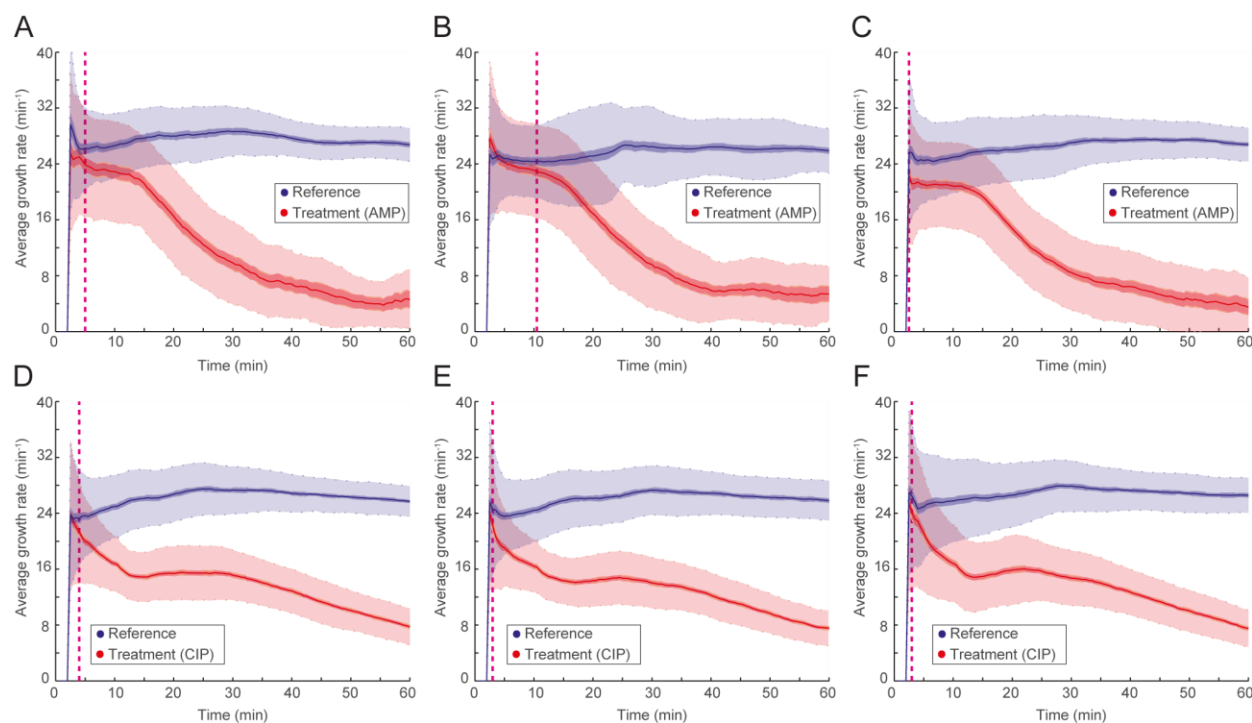 A
B
C
Average growth rate (min⁻¹)
40
32
24
16
8
0
Reference
Treatment (AMP)
0 10 20 30 40 50 60
Time (min)
Average growth rate (min⁻¹)
40
32
24
16
8
0
Reference
Treatment (AMP)
0 10 20 30 40 50 60
Time (min)
Average growth rate (min⁻¹)
40
32
24
16
8
0
Reference
Treatment (AMP)
0 10 20 30 40 50 60
Time (min)
D
E
F
Average growth rate (min⁻¹)
40
32
24
16
8
Reference
Treatment (CIP)
0 10 20 30 40 50 60
Time (min)
Average growth rate (min⁻¹)
40
32
24
16
8
Reference
Treatment (CIP)
0 10 20 30 40 50 60
Time (min)
Average growth rate (min⁻¹)
40
32
24
16
8
Reference
Treatment (CIP)
0 10 20 30 40 50 60
Time (min)